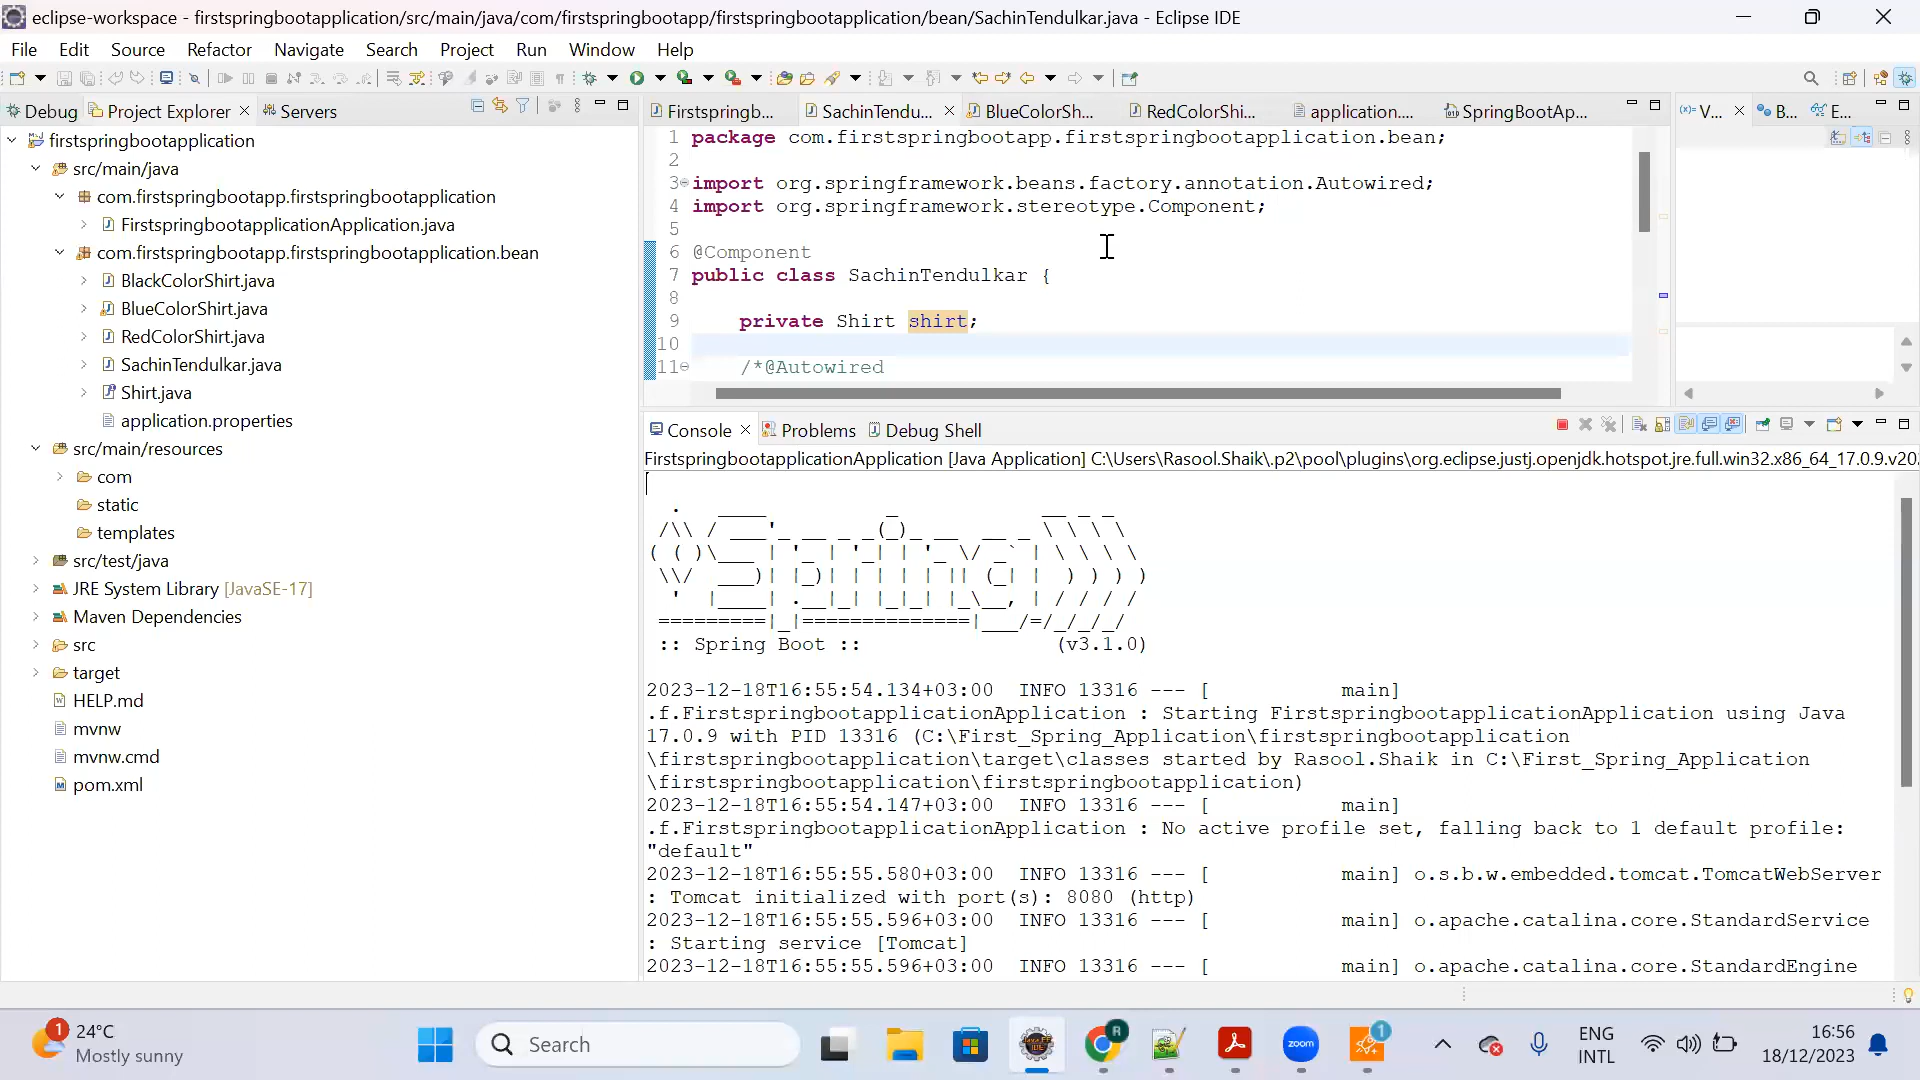 eclipse-workspace - firstspringbootapplication/src/main/java/com/firstspringbootapp/firstspringbootapplication/bean/SachinTendulkar.java - Eclipse IDE
File Edit Source Refactor Navigate Search Project Run Window Help
Debug Project Explorer Servers
firstspringbootapplication
src/main/java
com.firstspringbootapp.firstspringbootapplication
FirstspringbootapplicationApplication.java
com.firstspringbootapp.firstspringbootapplication.bean
BlackColorShirt.java
BlueColorShirt.java
RedColorShirt.java
SachinTendulkar.java
Shirt.java
application.properties
src/main/resources
com
static
templates
src/test/java
JRE System Library [JavaSE-17]
Maven Dependencies
src
target
HELP.md
mvnw
mvnw.cmd
pom.xml
Firstspringb... SachinTendu... BlueColorSh... RedColorShi... application.... SpringBootAp...
(x)= V... B... E...
1 package com.firstspringbootapp.firstspringbootapplication.bean;
2
3 import org.springframework.beans.factory.annotation.Autowired;
4 import org.springframework.stereotype.Component;
5
6 @Component
7 public class SachinTendulkar {
8
9 private Shirt shirt;
10
11 /*@Autowired
Console Problems Debug Shell
FirstspringbootapplicationApplication [Java Application] C:\Users\Rasool.Shaik\.p2\pool\plugins\org.eclipse.justj.openjdk.hotspot.jre.full.win32.x86_64_17.0.9.v20
Spring
:: Spring Boot :: (v3.1.0)
2023-12-18T16:55:54.134+03:00 INFO 13316 --- [ main]
.f.FirstspringbootapplicationApplication : Starting FirstspringbootapplicationApplication using Java
17.0.9 with PID 13316 (C:\First_Spring_Application\firstspringbootapplication
\firstspringbootapplication\target\classes started by Rasool.Shaik in C:\First_Spring_Application
\firstspringbootapplication\firstspringbootapplication)
2023-12-18T16:55:54.147+03:00 INFO 13316 --- [ main]
.f.FirstspringbootapplicationApplication : No active profile set, falling back to 1 default profile:
"default"
2023-12-18T16:55:55.580+03:00 INFO 13316 --- [ main] o.s.b.w.embedded.tomcat.TomcatWebServer
: Tomcat initialized with port(s): 8080 (http)
2023-12-18T16:55:55.596+03:00 INFO 13316 --- [ main] o.apache.catalina.core.StandardService
: Starting service [Tomcat]
2023-12-18T16:55:55.596+03:00 INFO 13316 --- [ main] o.apache.catalina.core.StandardEngine
1
24°C
Mostly sunny
Search
Java EE
IDE
R
zoom
1
ENG
INTL
16:56
18/12/2023